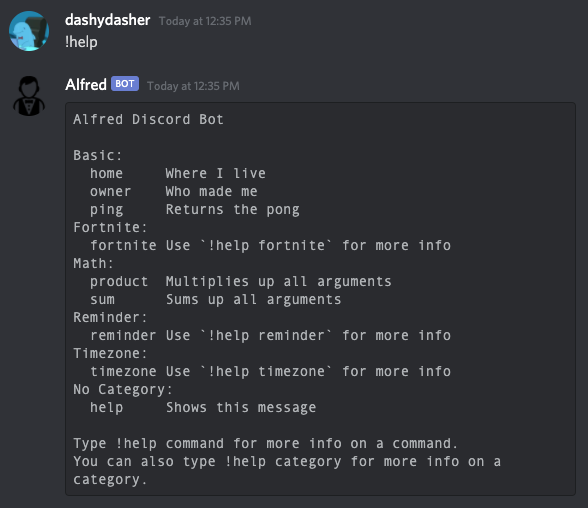 dashydasher Today at 12:35 PM
!help
Alfred BOT Today at 12:35 PM
Alfred Discord Bot
Basic:
home Where I live
owner Who made me
ping Returns the pong
Fortnite:
fortnite Use `!help fortnite` for more info
Math:
product Multiplies up all arguments
sum Sums up all arguments
Reminder:
reminder Use `!help reminder` for more info
Timezone:
timezone Use `!help timezone` for more info
No Category:
help Shows this message
Type !help command for more info on a command.
You can also type !help category for more info on a
category.